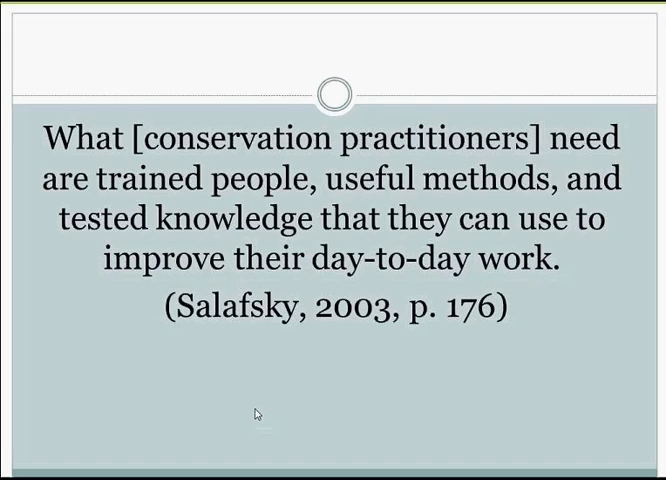 What [conservation practitioners] need
are trained people, useful methods, and
tested knowledge that they can use to
improve their day-to-day work.
(Salafsky, 2003, p. 176)